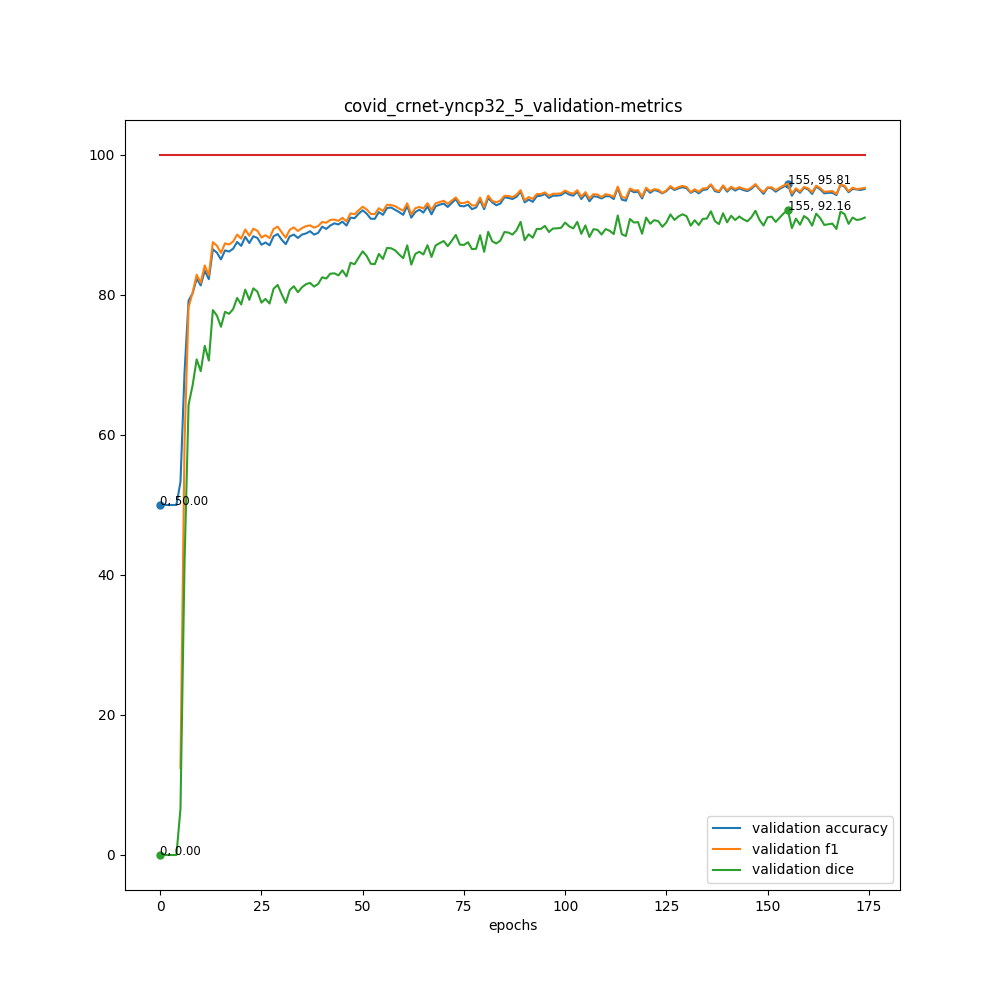 covid_crnet-yncp32_5_validation-metrics
100
80
60
40
20
0
155, 95.81
155, 92.16
0, 50.00
0, 0.00
validation accuracy
validation f1
validation dice
0 25 50 75 100 125 150 175
epochs